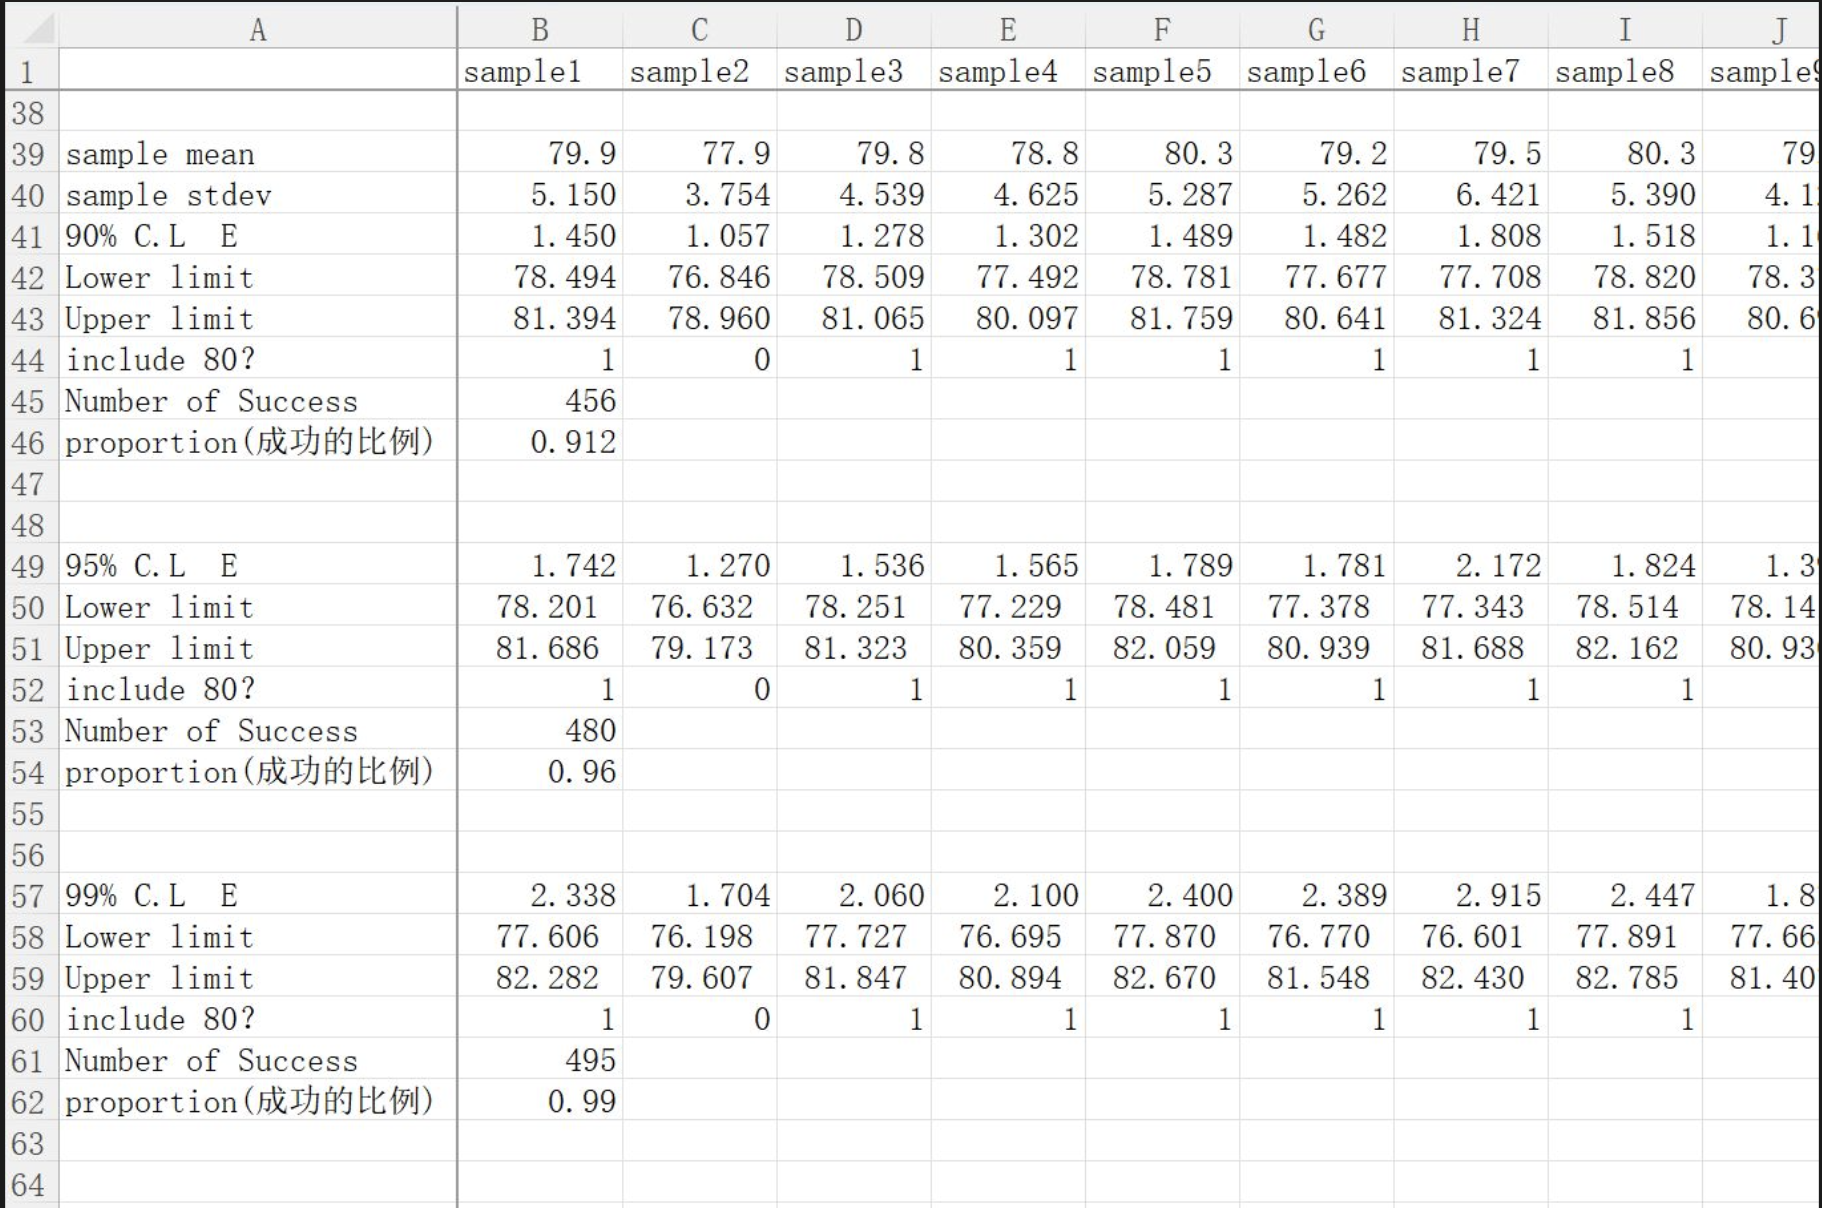 A B C D E F G H I J
1 sample1 sample2 sample3 sample4 sample5 sample6 sample7 sample8 sample9
38
39 sample mean 79.9 77.9 79.8 78.8 80.3 79.2 79.5 80.3 79
40 sample stdev 5.150 3.754 4.539 4.625 5.287 5.262 6.421 5.390 4.1
41 90% C.L E 1.450 1.057 1.278 1.302 1.489 1.482 1.808 1.518 1.1
42 Lower limit 78.494 76.846 78.509 77.492 78.781 77.677 77.708 78.820 78.3
43 Upper limit 81.394 78.960 81.065 80.097 81.759 80.641 81.324 81.856 80.6
44 include 80? 1 0 1 1 1 1 1 1
45 Number of Success 456
46 proportion(成功的比例) 0.912
47
48
49 95% C.L E 1.742 1.270 1.536 1.565 1.789 1.781 2.172 1.824 1.3
50 Lower limit 78.201 76.632 78.251 77.229 78.481 77.378 77.343 78.514 78.14
51 Upper limit 81.686 79.173 81.323 80.359 82.059 80.939 81.688 82.162 80.93
52 include 80? 1 0 1 1 1 1 1 1
53 Number of Success 480
54 proportion(成功的比例) 0.96
55
56
57 99% C.L E 2.338 1.704 2.060 2.100 2.400 2.389 2.915 2.447 1.8
58 Lower limit 77.606 76.198 77.727 76.695 77.870 76.770 76.601 77.891 77.66
59 Upper limit 82.282 79.607 81.847 80.894 82.670 81.548 82.430 82.785 81.40
60 include 80? 1 0 1 1 1 1 1 1
61 Number of Success 495
62 proportion(成功的比例) 0.99
63
64